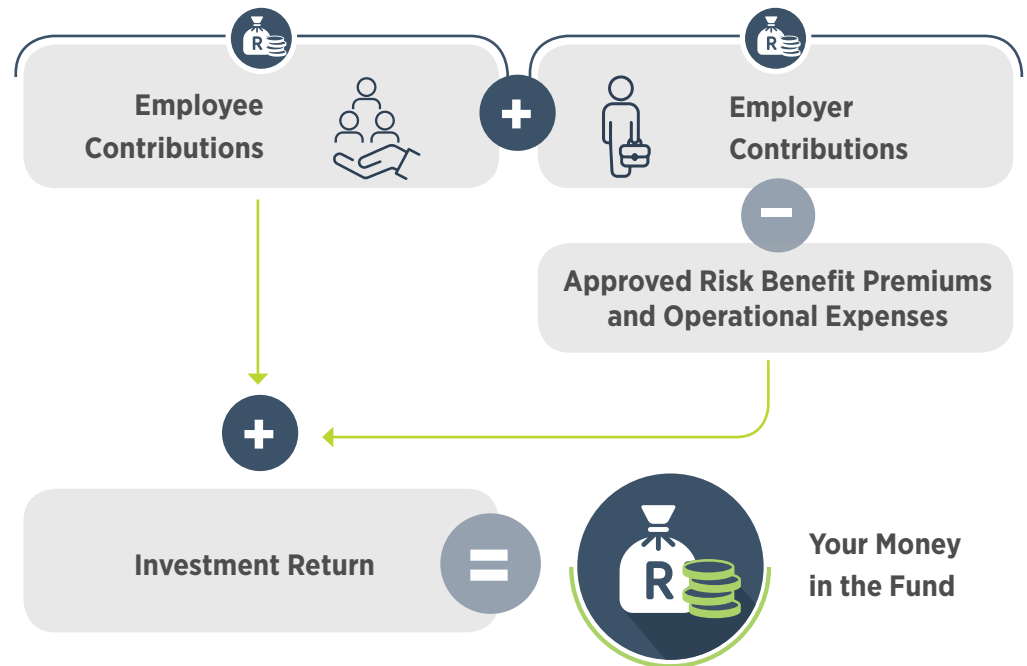 R
R
Employee
Contributions
+
Employer
Contributions
−
Approved Risk Benefit Premiums
and Operational Expenses
+
Investment Return
=
R
Your Money
in the Fund